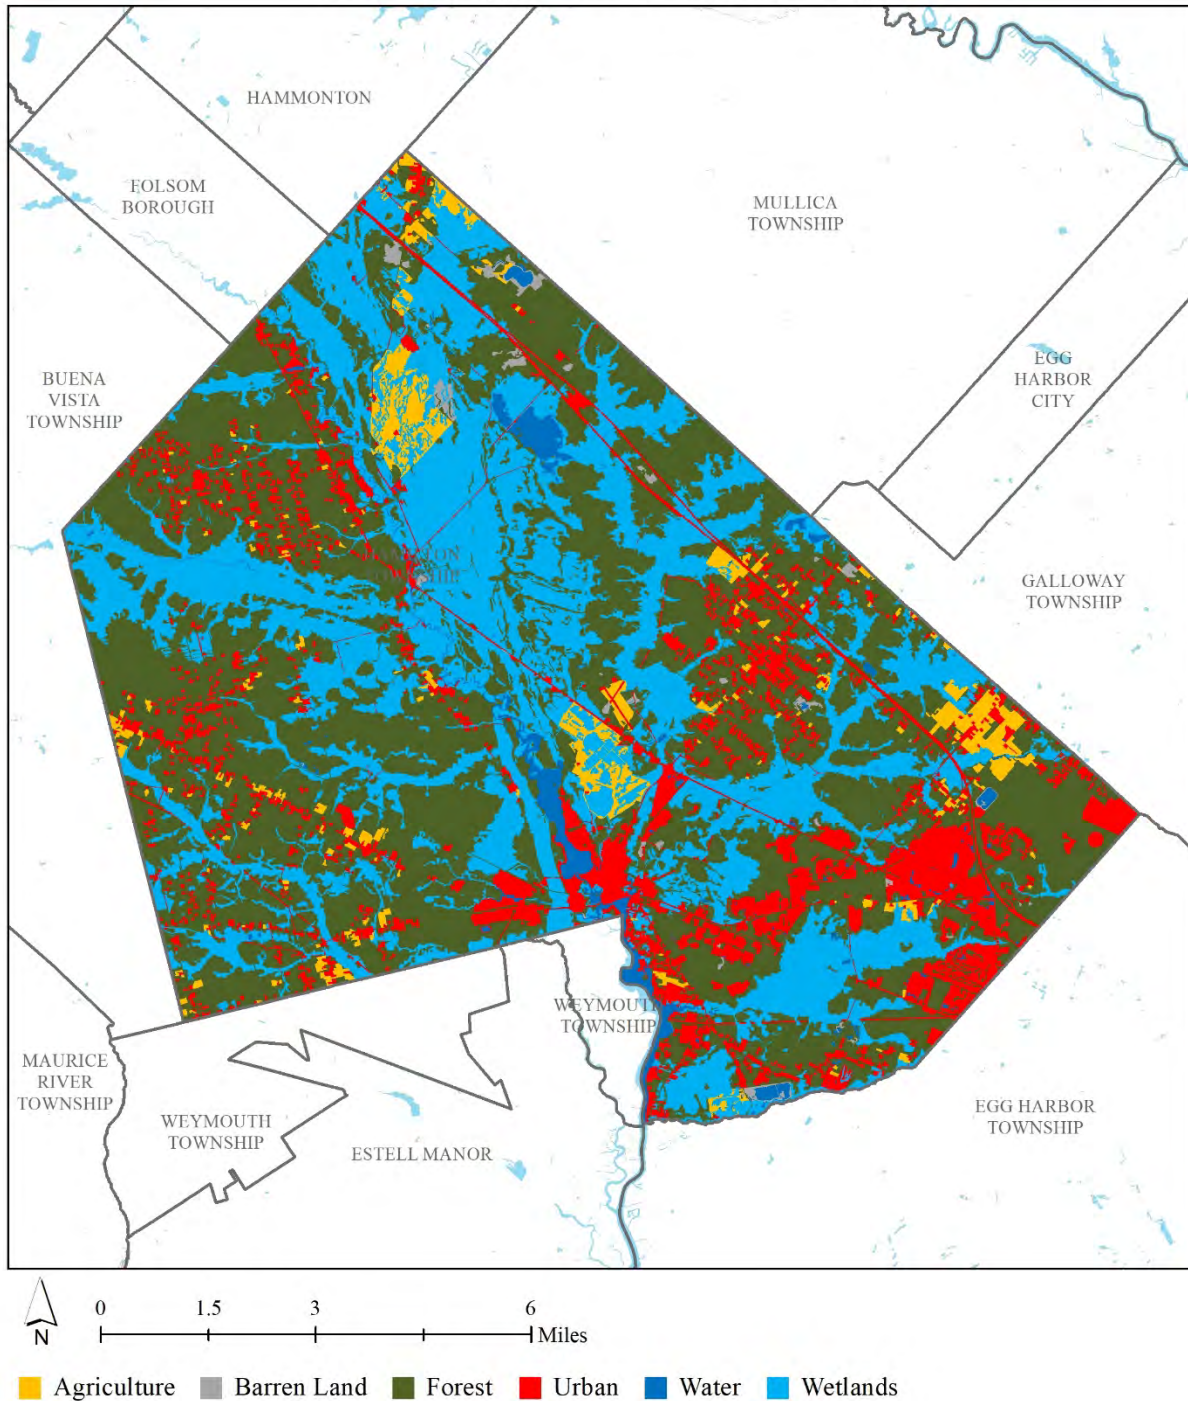 HAMMONTON
FOLSOM
BOROUGH
MULLICA
TOWNSHIP
BUENA
VISTA
TOWNSHIP
EGG
HARBOR
CITY
GALLOWAY
TOWNSHIP
WEYMOUTH
TOWNSHIP
MAURICE
RIVER
TOWNSHIP
WEYMOUTH
TOWNSHIP
ESTELL MANOR
EGG HARBOR
TOWNSHIP
N
0 1.5 3 6
Miles
Agriculture Barren Land Forest Urban Water Wetlands